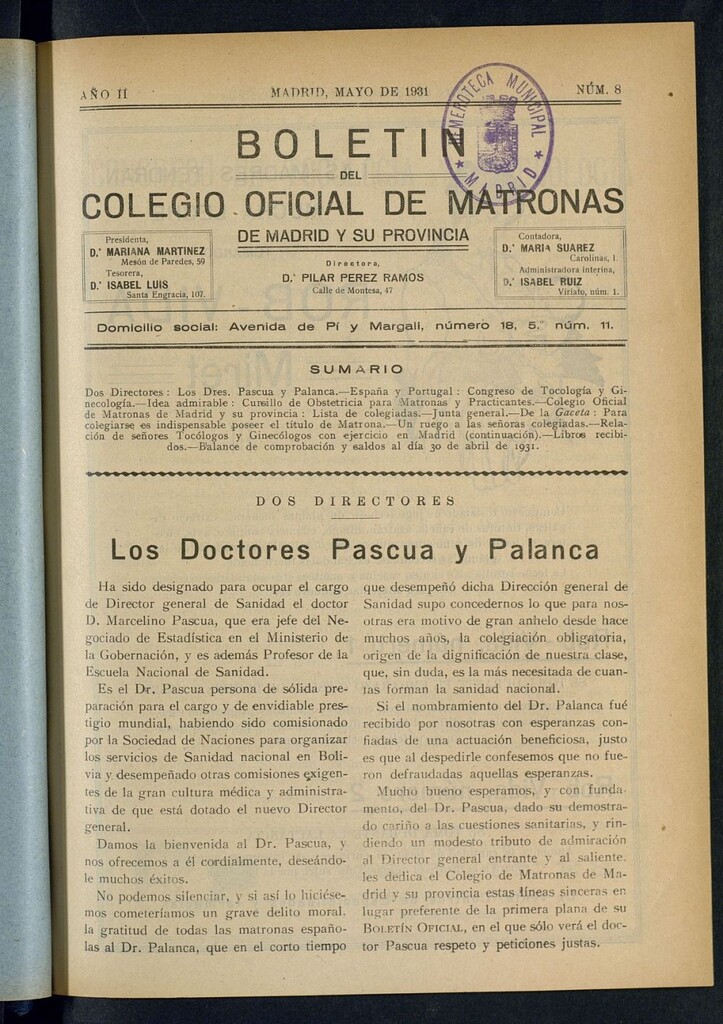 AÑO II MADRID, MAYO DE 1931 NÚM. 8
HEMEROTECA MUNICIPAL
★ MADRID ★
BOLETIN
DEL
COLEGIO OFICIAL DE MATRONAS
DE MADRID Y SU PROVINCIA
Presidenta,
D.ª MARIANA MARTINEZ
Mesón de Paredes, 59
Tesorera,
D.ª ISABEL LUIS
Santa Engracia, 107.
Directora,
D.ª PILAR PEREZ RAMOS
Calle de Montesa, 47
Contadora,
D.ª MARIA SUAREZ
Carolinas, 1.
Administradora interina,
D.ª ISABEL RUIZ
Viriato, núm. 1.
Domicilio social: Avenida de Pí y Margall, número 18, 5.º núm. 11.
SUMARIO
Dos Directores: Los Dres. Pascua y Palanca.—España y Portugal: Congreso de Tocología y Gi-
necología.—Idea admirable: Cursillo de Obstetricia para Matronas y Practicantes.—Colegio Oficial
de Matronas de Madrid y su provincia: Lista de colegiadas.—Junta general.—De la Gaceta: Para
colegiarse es indispensable poseer el título de Matrona.—Un ruego a las señoras colegiadas.—Rela-
ción de señores Tocólogos y Ginecólogos con ejercicio en Madrid (continuación).—Libros recibi-
dos.—Balance de comprobación y saldos al día 30 de abril de 1931.
DOS DIRECTORES
Los Doctores Pascua y Palanca
Ha sido designado para ocupar el cargo
de Director general de Sanidad el doctor
D. Marcelino Pascua, que era jefe del Ne-
gociado de Estadística en el Ministerio de
la Gobernación, y es además Profesor de la
Escuela Nacional de Sanidad.
Es el Dr. Pascua persona de sólida pre-
paración para el cargo y de envidiable pres-
tigio mundial, habiendo sido comisionado
por la Sociedad de Naciones para organizar
los servicios de Sanidad nacional en Boli-
via y desempeñado otras comisiones exigen-
tes de la gran cultura médica y administra-
tiva de que está dotado el nuevo Director
general.
Damos la bienvenida al Dr. Pascua, y
nos ofrecemos a él cordialmente, deseándo-
le muchos éxitos.
No podemos silenciar, y si así lo hiciése-
mos cometeríamos un grave delito moral,
la gratitud de todas las matronas españo-
las al Dr. Palanca, que en el corto tiempo
que desempeñó dicha Dirección general de
Sanidad supo concedernos lo que para nos-
otras era motivo de gran anhelo desde hace
muchos años, la colegiación obligatoria,
origen de la dignificación de nuestra clase,
que, sin duda, es la más necesitada de cuan-
tas forman la sanidad nacional.
Si el nombramiento del Dr. Palanca fué
recibido por nosotras con esperanzas con-
fiadas de una actuación beneficiosa, justo
es que al despedirle confesemos que no fue-
ron defraudadas aquellas esperanzas.
Mucho bueno esperamos, y con funda-
mento, del Dr. Pascua, dado su demostra-
do cariño a las cuestiones sanitarias, y rin-
diendo un modesto tributo de admiración
al Director general entrante y al saliente.
les dedica el Colegio de Matronas de Ma-
drid y su provincia estas líneas sinceras en
lugar preferente de la primera plana de su
BOLETÍN OFICIAL, en el que sólo verá el doc-
tor Pascua respeto y peticiones justas.